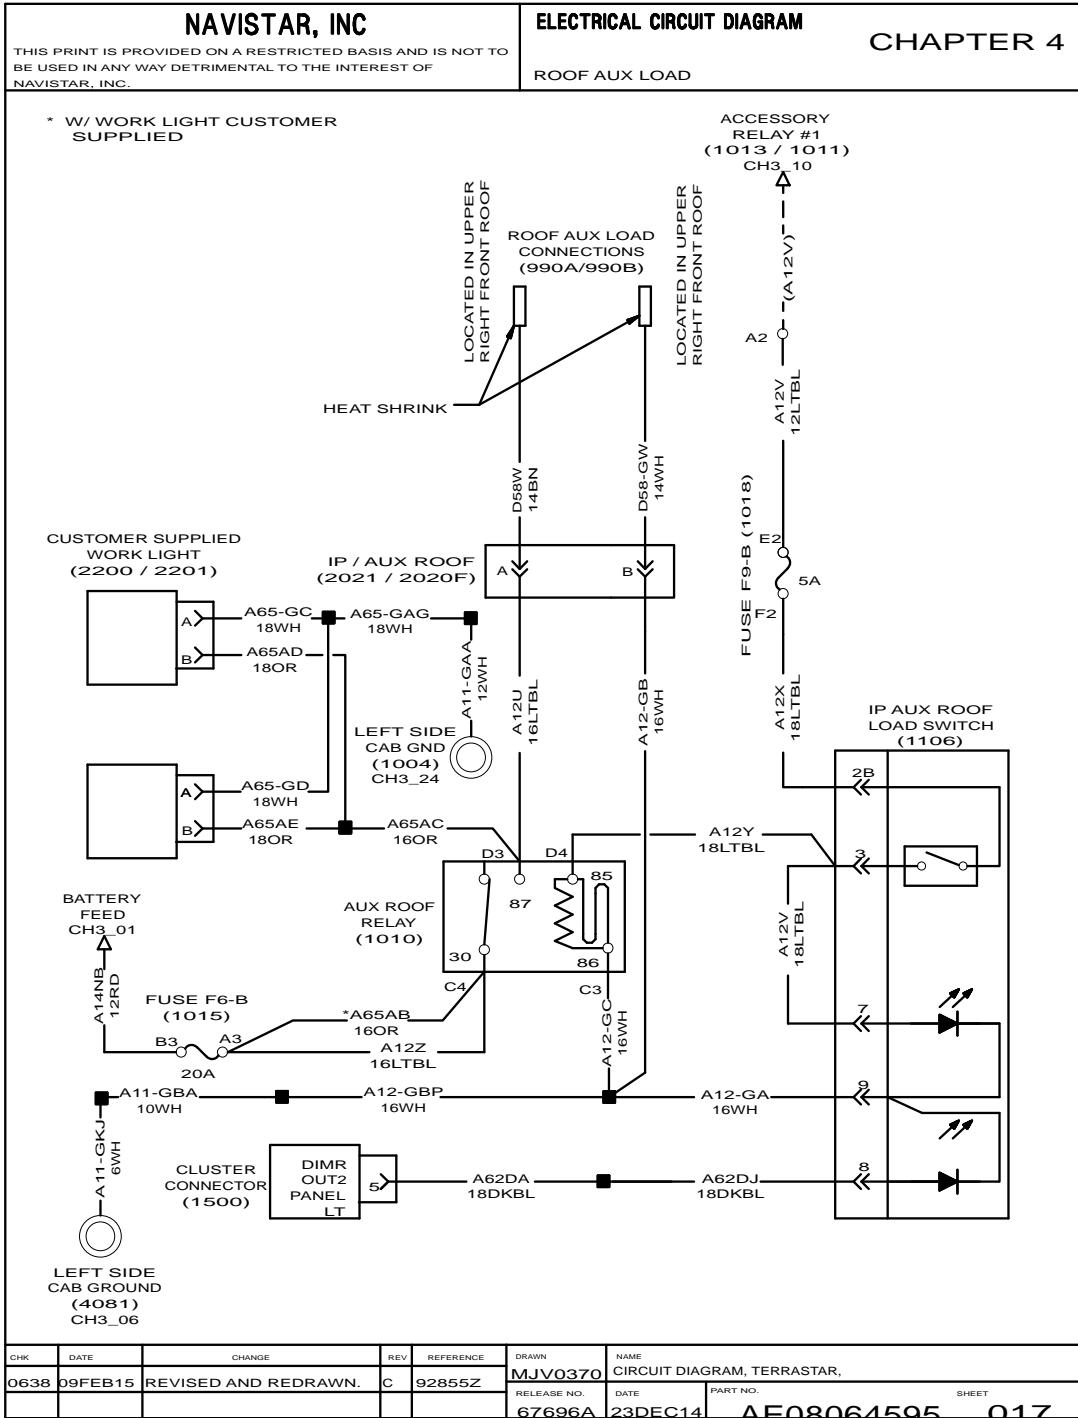 NAVISTAR, INC
THIS PRINT IS PROVIDED ON A RESTRICTED BASIS AND IS NOT TO
BE USED IN ANY WAY DETRIMENTAL TO THE INTEREST OF
NAVISTAR, INC.
ELECTRICAL CIRCUIT DIAGRAM
CHAPTER 4
ROOF AUX LOAD
* W/ WORK LIGHT CUSTOMER
SUPPLIED
ACCESSORY
RELAY #1
(1013 / 1011)
CH3_10
(A12V)
A2
A12V
12LTBL
LOCATED IN UPPER
RIGHT FRONT ROOF
ROOF AUX LOAD
CONNECTIONS
(990A/990B)
LOCATED IN UPPER
RIGHT FRONT ROOF
HEAT SHRINK
D58W
14BN
D58-GW
14WH
FUSE F9-B (1018)
E2
5A
F2
CUSTOMER SUPPLIED
WORK LIGHT
(2200 / 2201)
IP / AUX ROOF
(2021 / 2020F)
A
B
A
A65-GC
18WH
A65-GAG
18WH
B
A65AD
18OR
A11-GAA
12WH
A12U
16LTBL
A12-GB
16WH
A12X
18LTBL
LEFT SIDE
CAB GND
(1004)
CH3_24
IP AUX ROOF
LOAD SWITCH
(1106)
2B
A
A65-GD
18WH
B
A65AE
18OR
A65AC
16OR
A12Y
18LTBL
3
D3
D4
85
87
AUX ROOF
RELAY
(1010)
30
86
C4
C3
A12V
18LTBL
BATTERY
FEED
CH3_01
A14NB
12RD
FUSE F6-B
(1015)
B3
A3
20A
*A65AB
16OR
A12Z
16LTBL
A12-GC
16WH
7
A11-GBA
10WH
A12-GBP
16WH
A12-GA
16WH
9
A11-GKJ
6WH
CLUSTER
CONNECTOR
(1500)
DIMR
OUT2
PANEL
LT
5
A62DA
18DKBL
A62DJ
18DKBL
8
LEFT SIDE
CAB GROUND
(4081)
CH3_06
CHK DATE CHANGE REV REFERENCE DRAWN NAME
0638 09FEB15 REVISED AND REDRAWN. C 92855Z MJV0370 CIRCUIT DIAGRAM, TERRASTAR,
RELEASE NO. DATE PART NO. SHEET
67696A 23DEC14 AE08064595 017